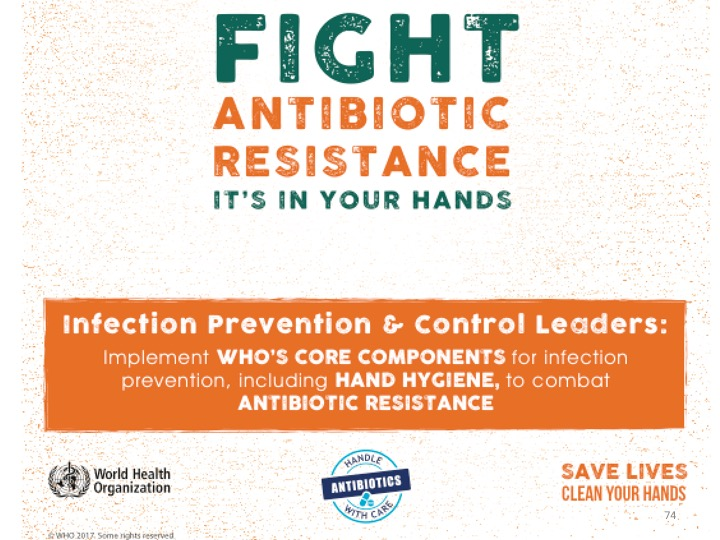 FIGHT
ANTIBIOTIC
RESISTANCE
IT'S IN YOUR HANDS
Infection Prevention & Control Leaders:
Implement WHO'S CORE COMPONENTS for infection
prevention, including HAND HYGIENE, to combat
ANTIBIOTIC RESISTANCE
World Health
Organization
HANDLE
ANTIBIOTICS
WITH CARE
SAVE LIVES
CLEAN YOUR HANDS
74
© WHO 2017. Some rights reserved